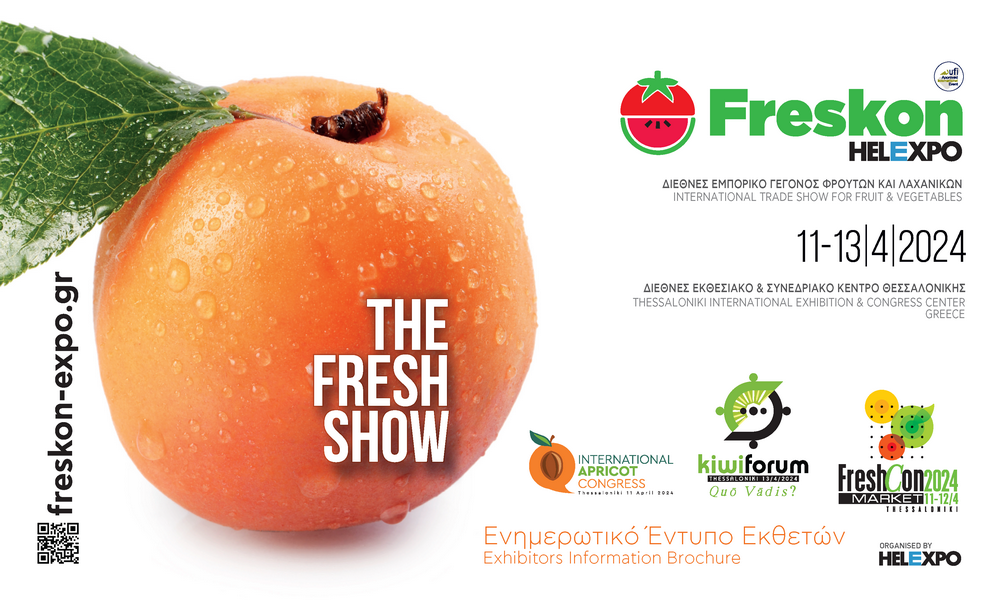 ufi
Freskon
HELEXPO
ΔΙΕΘΝΕΣ ΕΜΠΟΡΙΚΟ ΓΕΓΟΝΟΣ ΦΡΟΥΤΩΝ ΚΑΙ ΛΑΧΑΝΙΚΩΝ
INTERNATIONAL TRADE SHOW FOR FRUIT & VEGETABLES
11-13|4|2024
ΔΙΕΘΝΕΣ ΕΚΘΕΣΙΑΚΟ & ΣΥΝΕΔΡΙΑΚΟ ΚΕΝΤΡΟ ΘΕΣΣΑΛΟΝΙΚΗΣ
THESSALONIKI INTERNATIONAL EXHIBITION & CONGRESS CENTER
GREECE
freskon-expo.gr
THE
FRESH
SHOW
INTERNATIONAL
APRICOT
CONGRESS
Thessaloniki 11 April 2024
kiwiforum
THESSALONIKI 13/4/2024
Quo Vadis?
FreshCon2024
MARKET 11-12/4
THESSALONIKI
Ενημερωτικό Έντυπο Εκθετών
Exhibitors Information Brochure
ORGANISED BY
HELEXPO